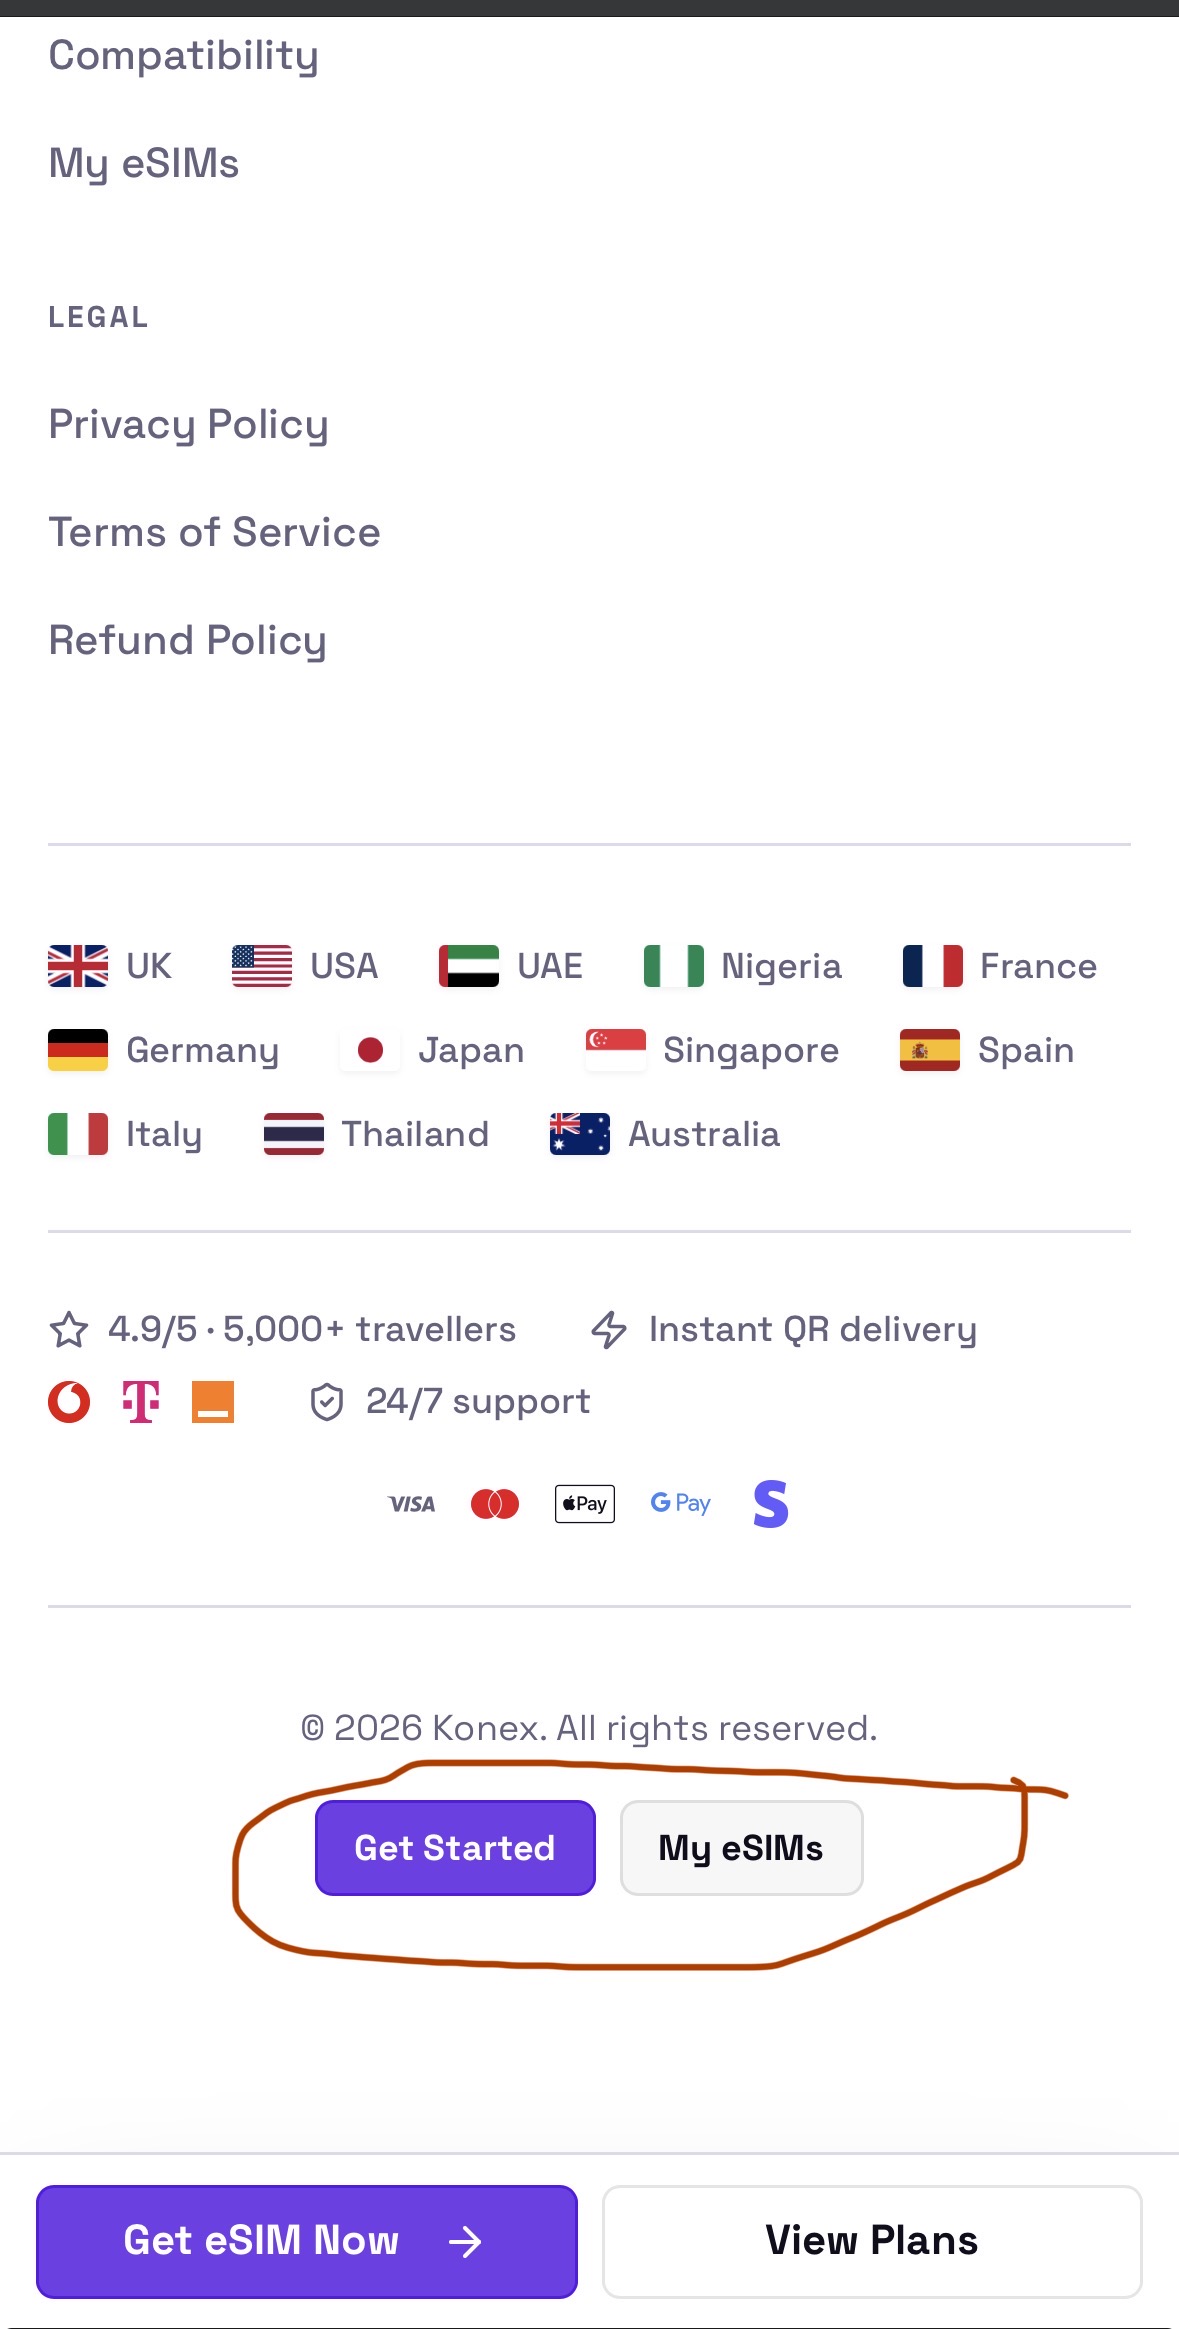 Compatibility
My eSIMs
LEGAL
Privacy Policy
Terms of Service
Refund Policy
UK USA UAE Nigeria France
Germany Japan Singapore Spain
Italy Thailand Australia
4.9/5 · 5,000+ travellers Instant QR delivery
T 24/7 support
VISA Pay G Pay S
© 2026 Konex. All rights reserved.
Get Started My eSIMs
Get eSIM Now → View Plans